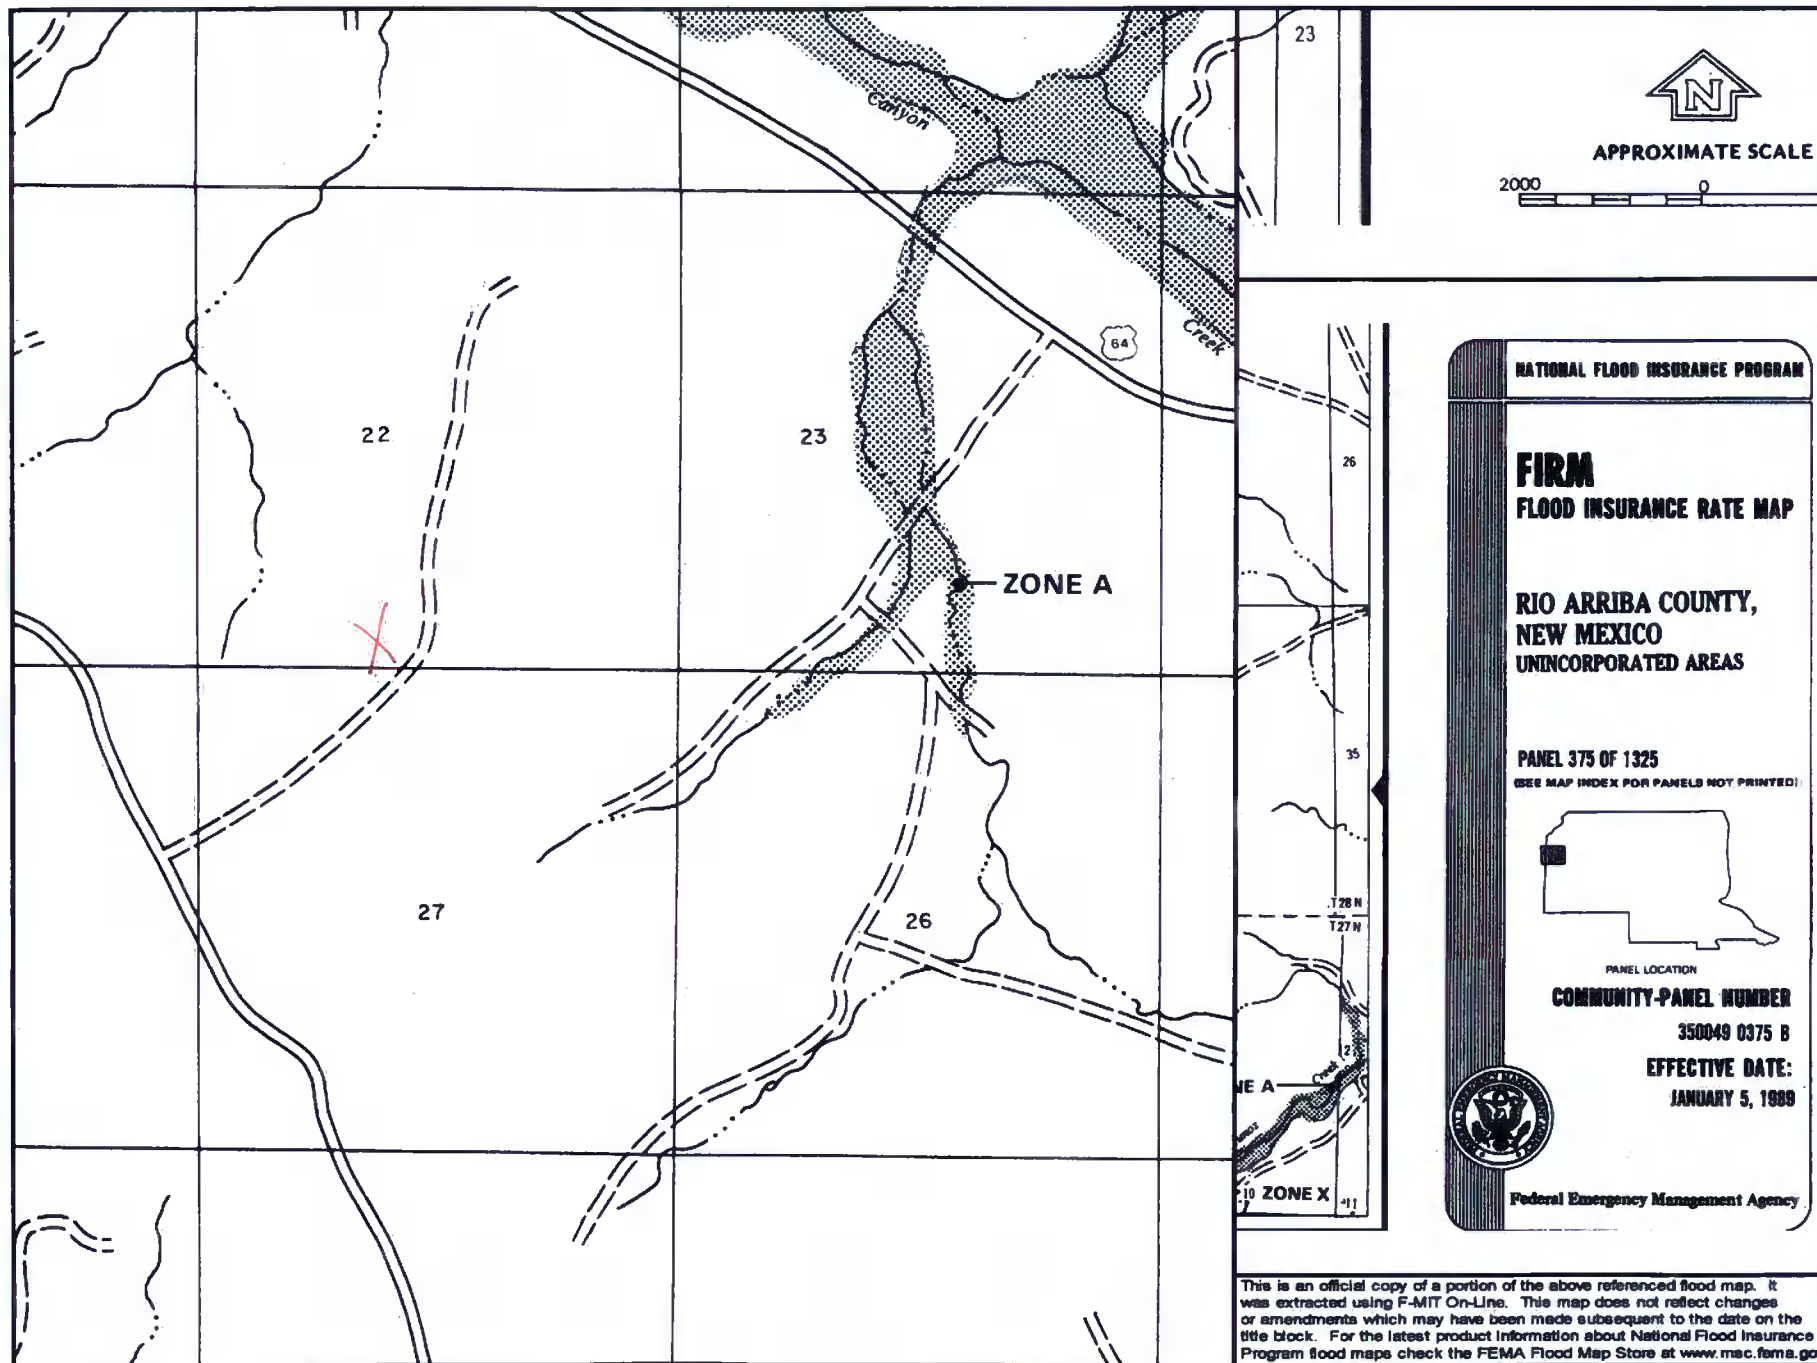 Canyon
Creek
64
22
23
ZONE A
27
26
23
26
35
T28N
T27N
12
Creek
NE A
10 ZONE X 11
N
APPROXIMATE SCALE
2000 0
NATIONAL FLOOD INSURANCE PROGRAM
FIRM
FLOOD INSURANCE RATE MAP
RIO ARRIBA COUNTY,
NEW MEXICO
UNINCORPORATED AREAS
PANEL 375 OF 1325
(SEE MAP INDEX FOR PANELS NOT PRINTED)
PANEL LOCATION
COMMUNITY-PANEL NUMBER
350049 0375 B
EFFECTIVE DATE:
JANUARY 5, 1989
Federal Emergency Management Agency
This is an official copy of a portion of the above referenced flood map. It
was extracted using F-MIT On-Line. This map does not reflect changes
or amendments which may have been made subsequent to the date on the
title block. For the latest product information about National Flood Insurance
Program flood maps check the FEMA Flood Map Store at www.msc.fema.go